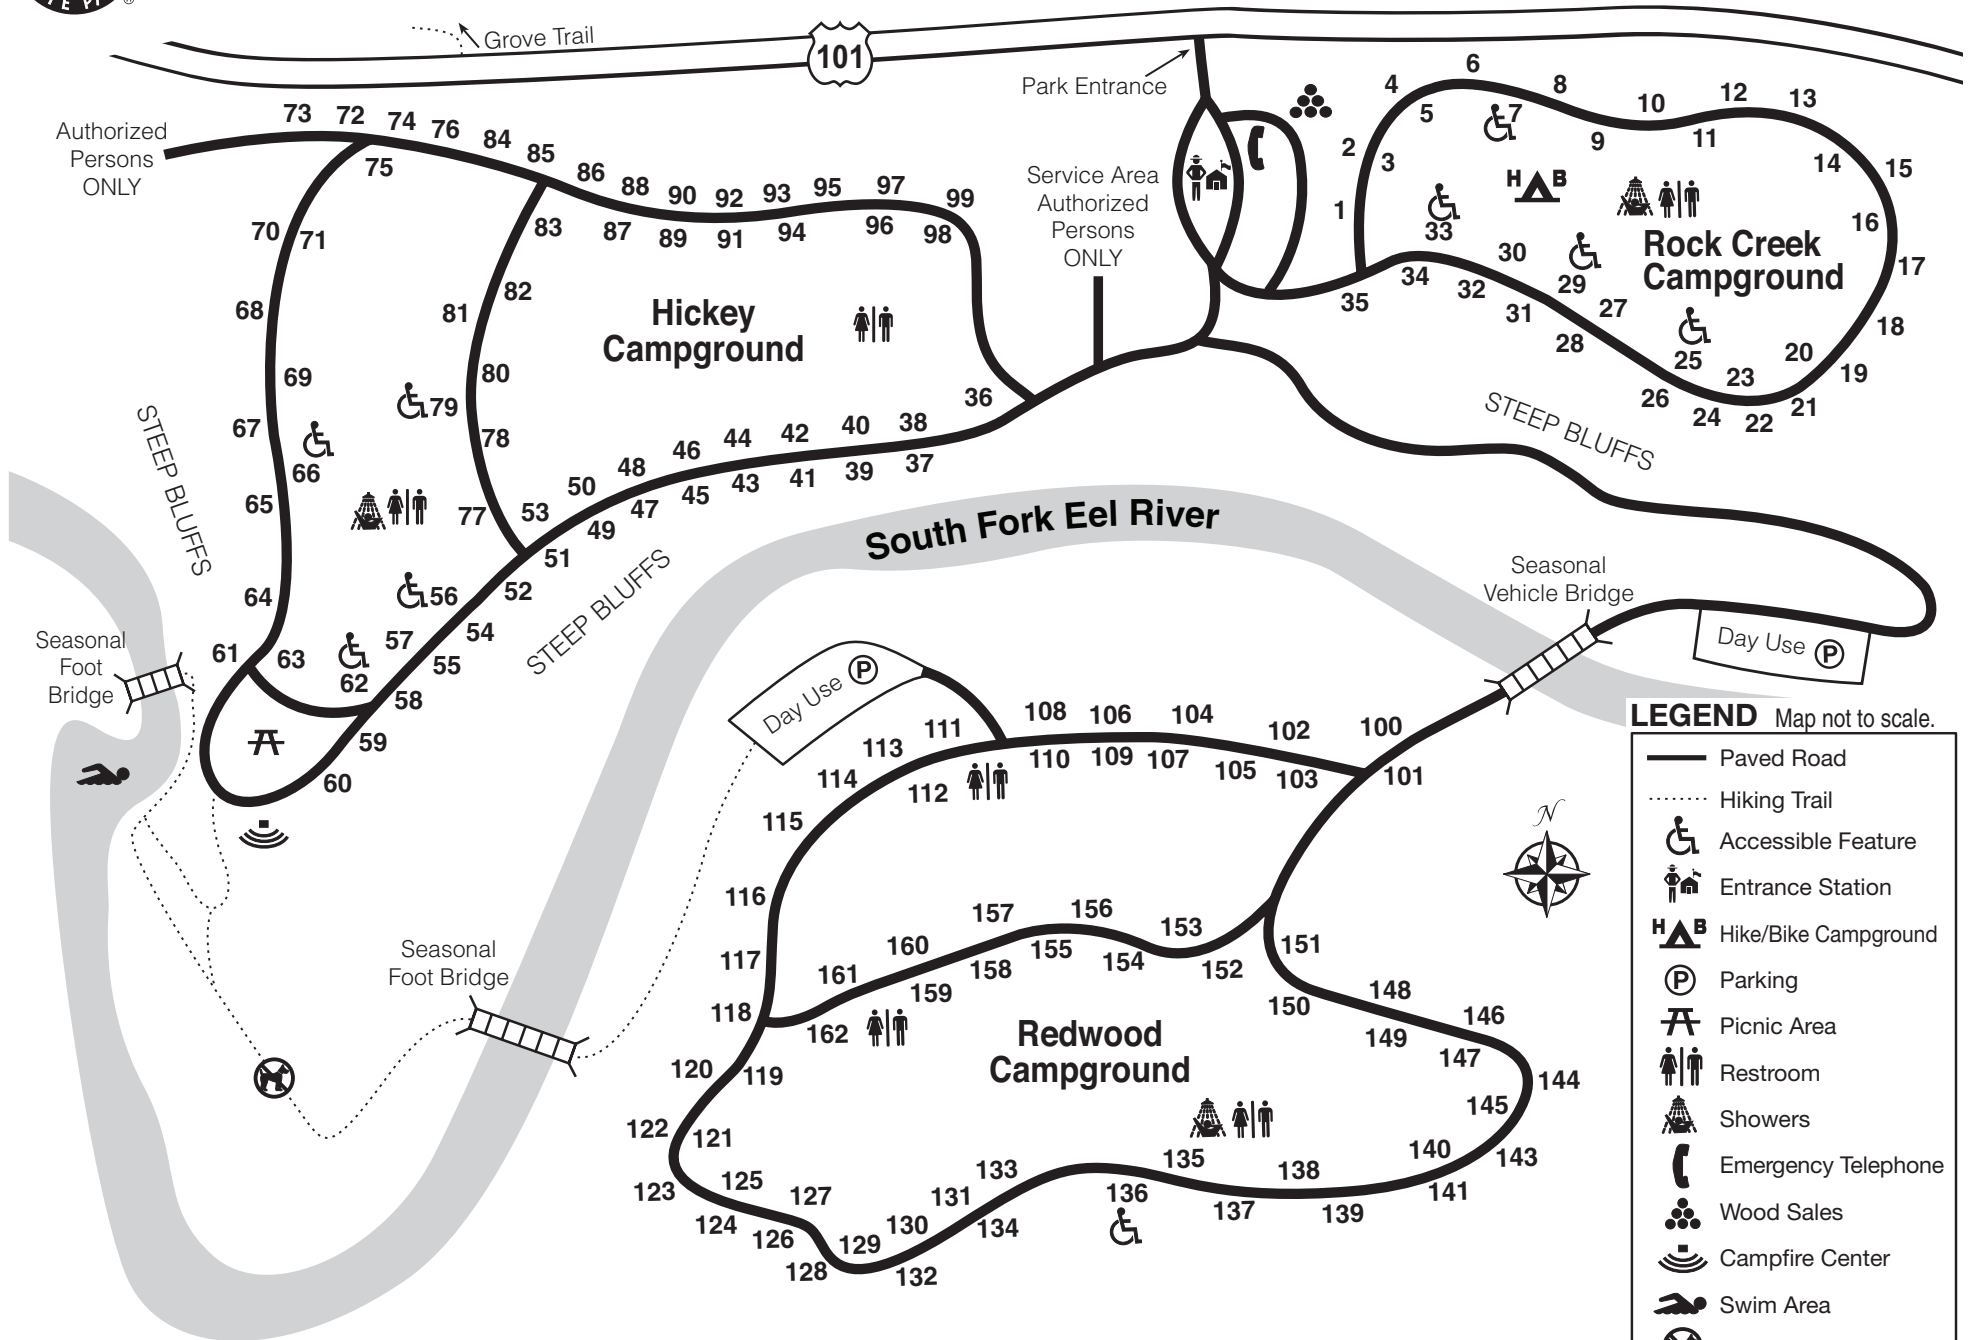 Grove Trail
101
Park Entrance
Authorized
Persons
ONLY
Service Area
Authorized
Persons
ONLY
73 72 74 76 84 85 86 88 90 92 93 95 97 99
75 83 87 89 91 94 96 98
70 71 68 69 67 66 65 64 61 63 62
82 81 80 79 78 77
Hickey
Campground
36 38 40 42 44 46 48 50 53
37 39 41 43 45 47 49 51 52 54 55 58 59 60
56 57
1 2 3 4 5 6 7 8 9 10 11 12 13 14 15 16 17 18 19 20 21 22 23 24 25 26 27 28 29 30 31 32 33 34 35
H B
Rock Creek
Campground
STEEP BLUFFS
STEEP BLUFFS
STEEP BLUFFS
South Fork Eel River
Seasonal
Vehicle Bridge
Day Use P
Seasonal
Foot
Bridge
Day Use P
Seasonal
Foot Bridge
111 108 106 104 102 100
113 114 112 110 109 107 105 103 101
115 116 117 118
157 156 153 151
161 160 158 155 154 152 150
162 159
148 146 149 147 144 145 143
Redwood
Campground
120 119 122 121 123 125 127 124 126 128 129 130 131 132 133 134
135 136 137 138 139 140 141
N
LEGEND Map not to scale.
Paved Road
Hiking Trail
Accessible Feature
Entrance Station
H B Hike/Bike Campground
P Parking
Picnic Area
Restroom
Showers
Emergency Telephone
Wood Sales
Campfire Center
Swim Area